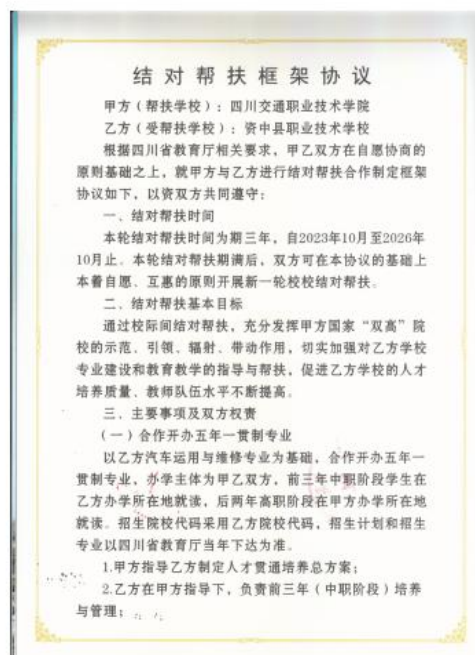 结对帮扶框架协议
甲方（帮扶学校）：四川交通职业技术学院
乙方（受帮扶学校）：资中县职业技术学校
根据四川省教育厅相关要求，甲乙双方在自愿协商的
原则基础之上，就甲方与乙方进行结对帮扶合作制定框架
协议如下，以资双方共同遵守：
一、结对帮扶时间
本轮结对帮扶时间为期三年，自2023年10月至2026年
10月止。本轮结对帮扶期满后，双方可在本协议的基础上
本着自愿、互惠的原则开展新一轮校校结对帮扶。
二、结对帮扶基本目标
通过校际间结对帮扶，充分发挥甲方国家“双高”院
校的示范、引领、辐射、带动作用，切实加强对乙方学校
专业建设和教育教学的指导与帮扶，促进乙方学校的人才
培养质量、教师队伍水平不断提高。
三、主要事项及双方权责
（一）合作开办五年一贯制专业
以乙方汽车运用与维修专业为基础，合作开办五年一
贯制专业，办学主体为甲乙双方，前三年中职阶段学生在
乙方办学所在地就读，后两年高职阶段在甲方办学所在地
就读。招生院校代码采用乙方院校代码，招生计划和招生
专业以四川省教育厅当年下达为准。
1.甲方指导乙方制定人才贯通培养总方案；
2.乙方在甲方指导下，负责前三年（中职阶段）培养
与管理；